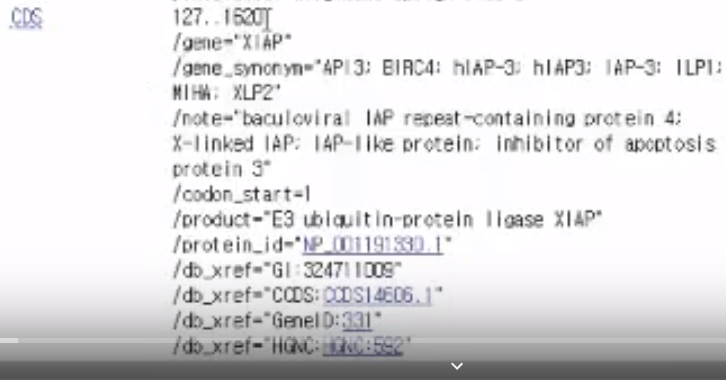 CDS 127..1620
/gene="XIAP"
/gene_synonym="API3; BIRC4; hIAP-3; hIAP3; IAP-3; ILP1;
MIHA; XLP2"
/note="baculoviral IAP repeat-containing protein 4;
X-linked IAP; IAP-like protein; inhibitor of apoptosis
protein 3"
/codon_start=1
/product="E3 ubiquitin-protein ligase XIAP"
/protein_id="NP_001191330.1"
/db_xref="GI:324711009"
/db_xref="CCDS:CCDS14606.1"
/db_xref="GeneID:331"
/db_xref="HGNC:HGNC:592"